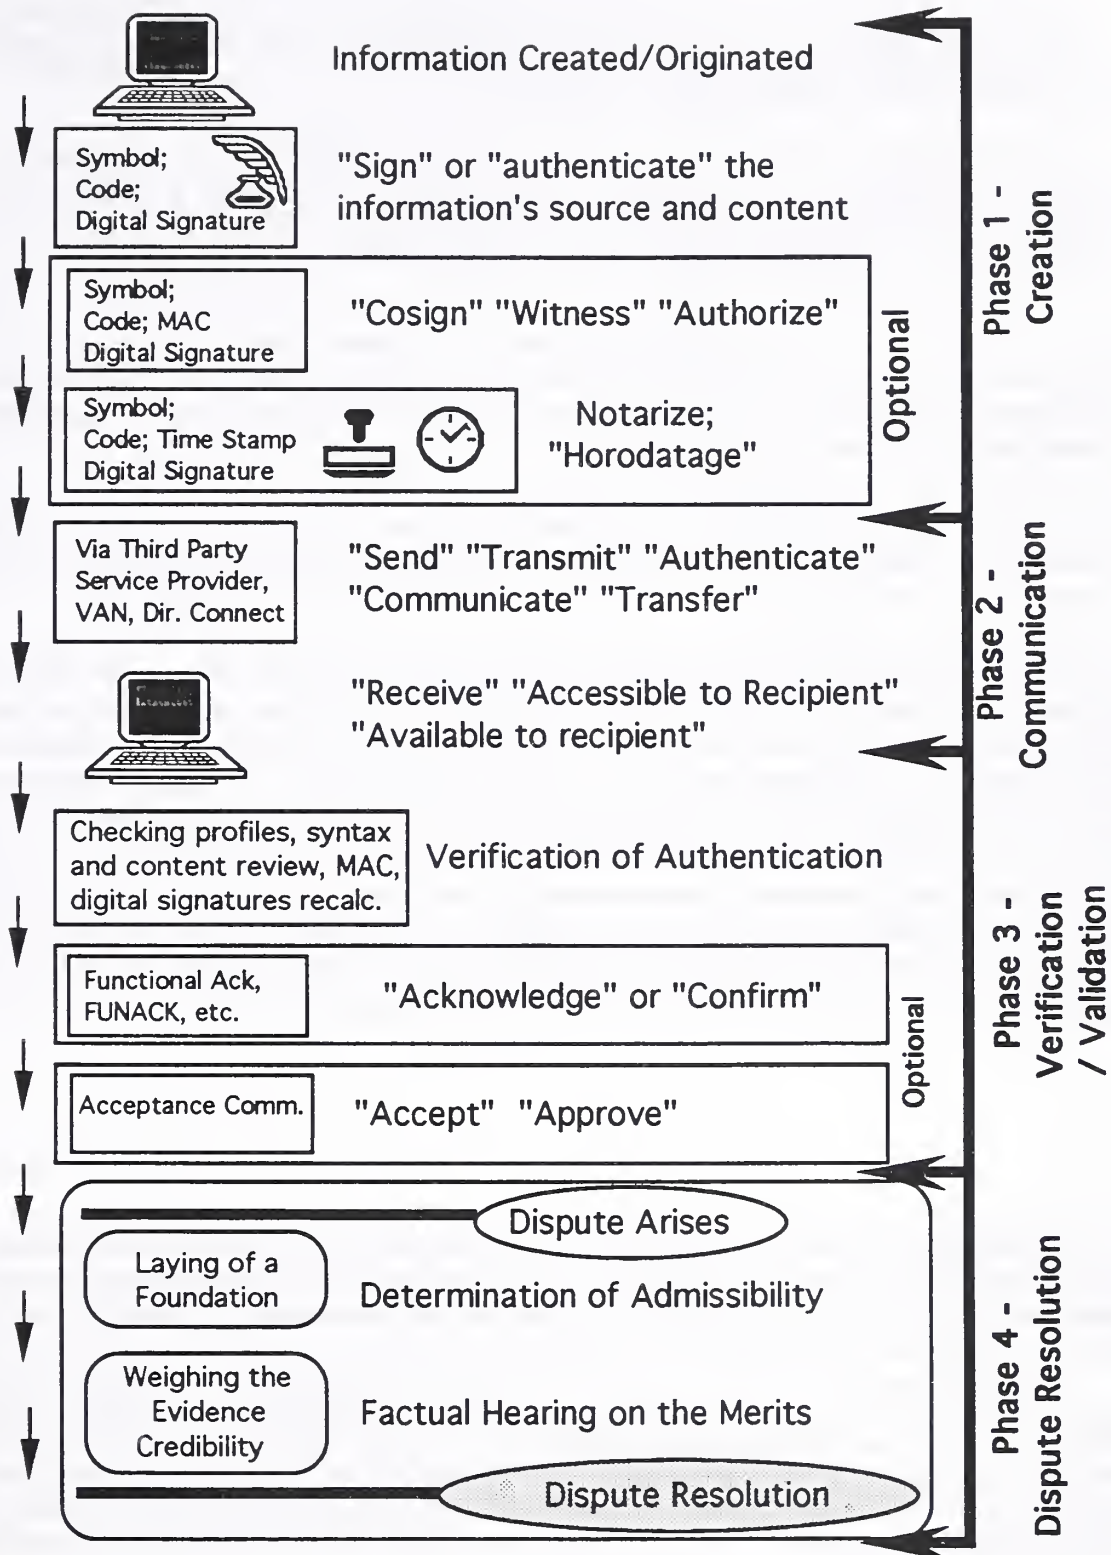 Information Created/Originated
Symbol;
Code;
Digital Signature
"Sign" or "authenticate" the
information's source and content
Symbol;
Code; MAC
Digital Signature
"Cosign" "Witness" "Authorize"
Symbol;
Code; Time Stamp
Digital Signature
Notarize;
"Horodatage"
Optional
Phase 1 -
Creation
Via Third Party
Service Provider,
VAN, Dir. Connect
"Send" "Transmit" "Authenticate"
"Communicate" "Transfer"
"Receive" "Accessible to Recipient"
"Available to recipient"
Phase 2 -
Communication
Checking profiles, syntax
and content review, MAC,
digital signatures recalc.
Verification of Authentication
Functional Ack,
FUNACK, etc.
"Acknowledge" or "Confirm"
Acceptance Comm.
"Accept" "Approve"
Optional
Phase 3 -
Verification
/ Validation
Dispute Arises
Laying of a
Foundation
Determination of Admissibility
Weighing the
Evidence
Credibility
Factual Hearing on the Merits
Dispute Resolution
Phase 4 -
Dispute Resolution